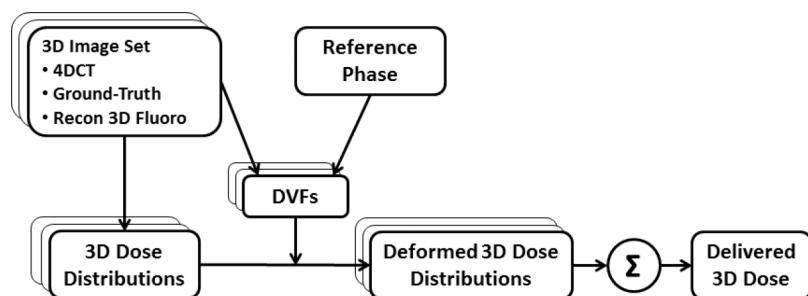 3D Image Set
• 4DCT
• Ground-Truth
• Recon 3D Fluoro
Reference
Phase
DVFs
3D Dose
Distributions
Deformed 3D Dose
Distributions
Σ
Delivered
3D Dose